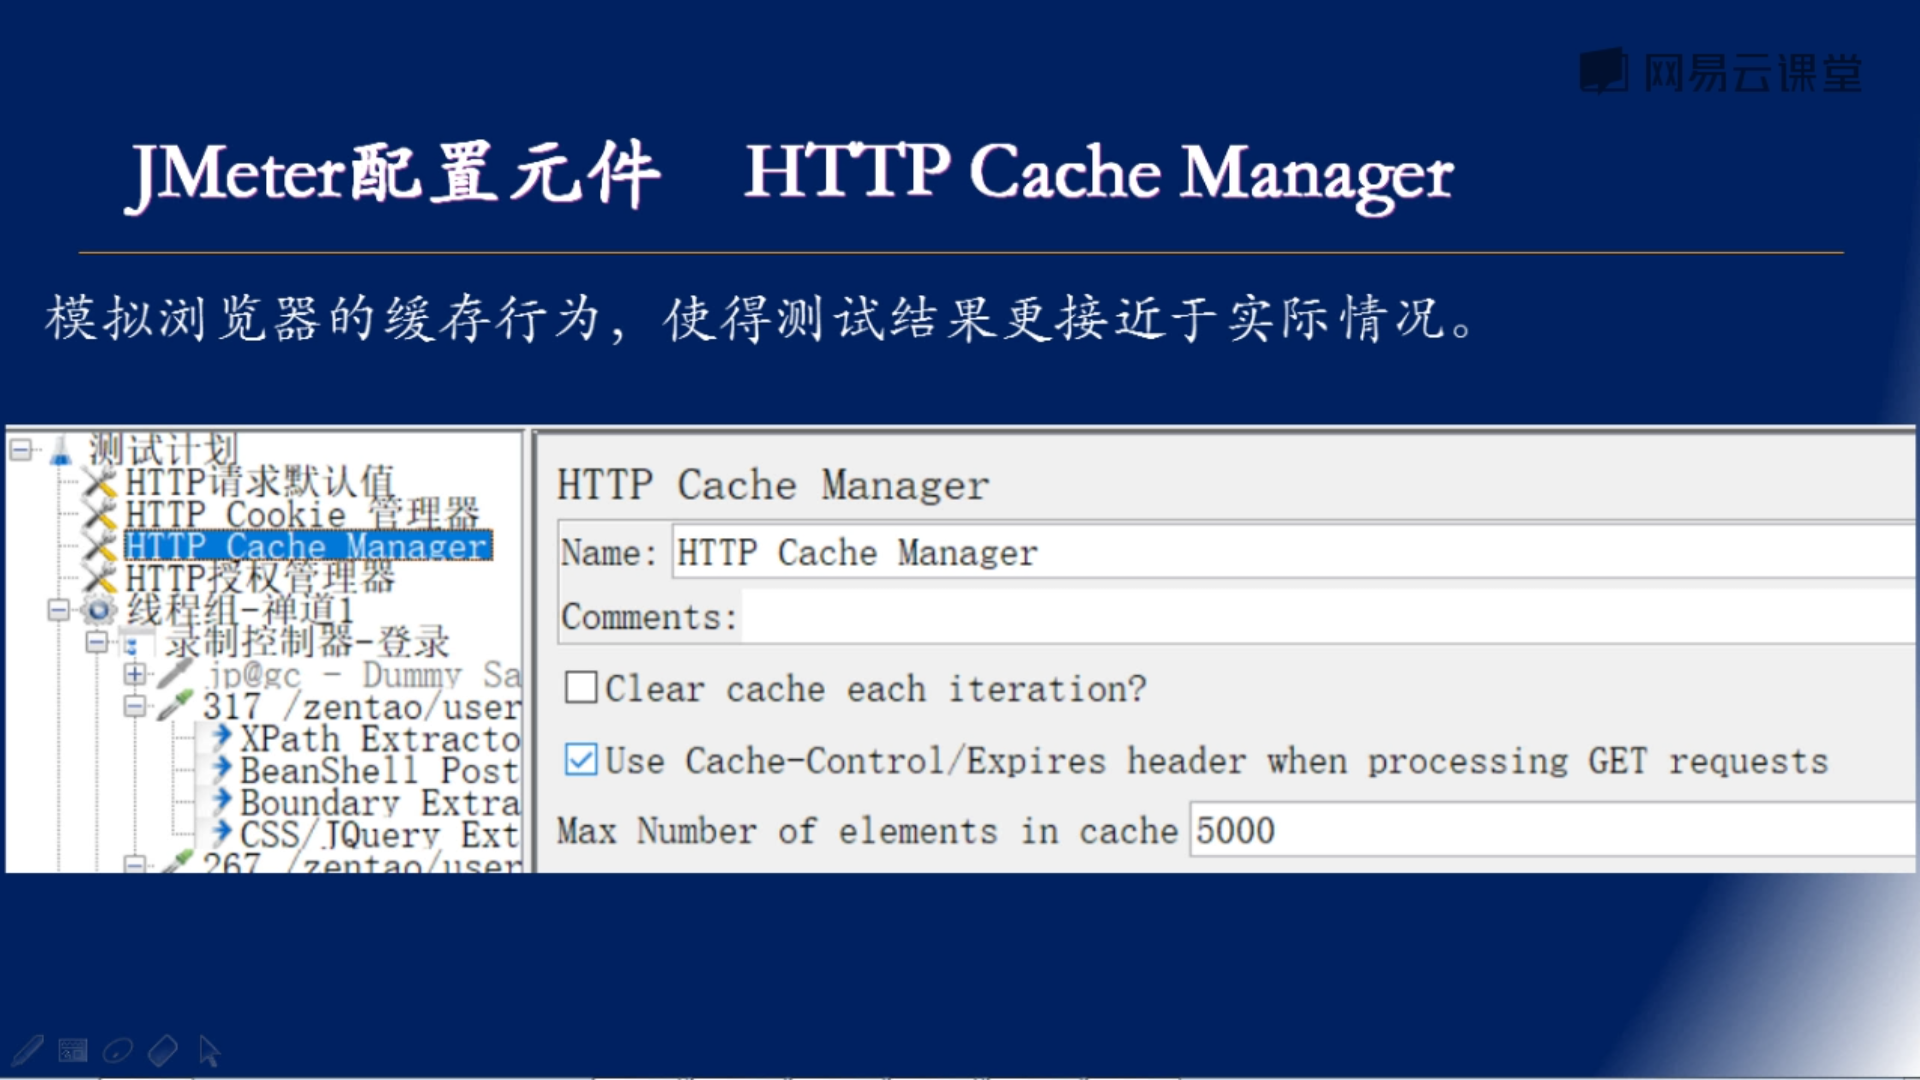 网易云课堂
JMeter配置元件 HTTP Cache Manager
模拟浏览器的缓存行为，使得测试结果更接近于实际情况。
测试计划
HTTP请求默认值
HTTP Cookie 管理器
HTTP Cache Manager
HTTP授权管理器
线程组-禅道1
录制控制器-登录
jp@gc - Dummy Sa
317 /zentao/user
XPath Extracto
BeanShell Post
Boundary Extra
CSS/JQuery Ext
267 /zentao/user
HTTP Cache Manager
Name: HTTP Cache Manager
Comments:
Clear cache each iteration?
Use Cache-Control/Expires header when processing GET requests
Max Number of elements in cache 5000